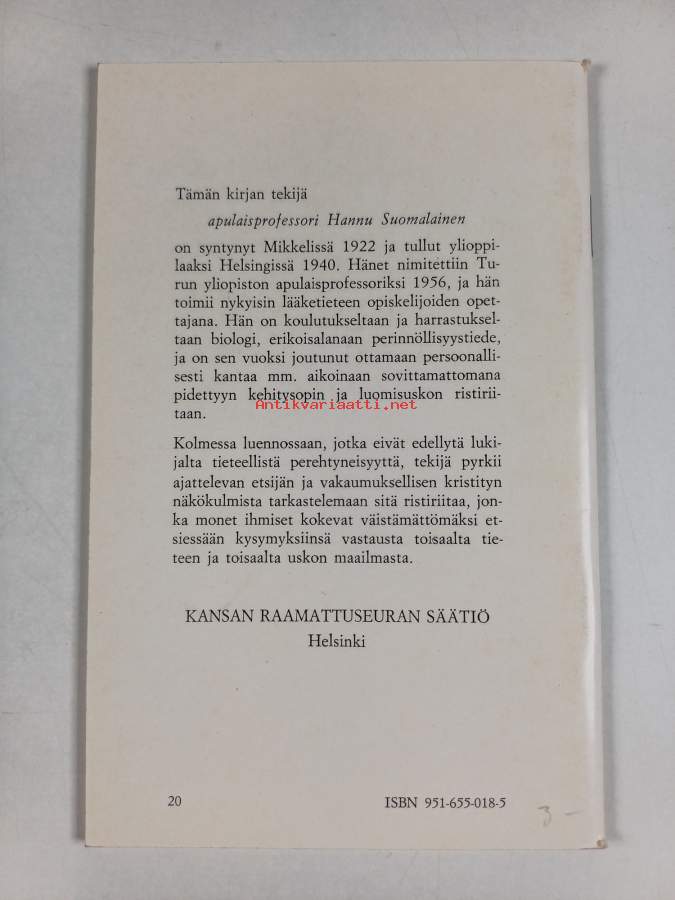 Tämän kirjan tekijä
apulaisprofessori Hannu Suomalainen
on syntynyt Mikkelissä 1922 ja tullut ylioppi-
laaksi Helsingissä 1940. Hänet nimitettiin Tu-
run yliopiston apulaisprofessoriksi 1956, ja hän
toimii nykyisin lääketieteen opiskelijoiden opet-
tajana. Hän on koulutukseltaan ja harrastuksel-
taan biologi, erikoisalanaan perinnöllisyystiede,
ja on sen vuoksi joutunut ottamaan persoonalli-
sesti kantaa mm. aikoinaan sovittamattomana
pidettyyn kehitysopin ja luomisuskon ristirii-
Antikvariaatti.net
taan.
Kolmessa luennossaan, jotka eivät edellytä luki-
jalta tieteellistä perehtyneisyyttä, tekijä pyrkii
ajattelevan etsijän ja vakaumuksellisen kristityn
näkökulmista tarkastelemaan sitä ristiriitaa, jon-
ka monet ihmiset kokevat väistämättömäksi et-
siessään kysymyksiinsä vastausta toisaalta tie-
teen ja toisaalta uskon maailmasta.
KANSAN RAAMATTUSEURAN SÄÄTIÖ
Helsinki
20
ISBN 951-655-018-5
3-